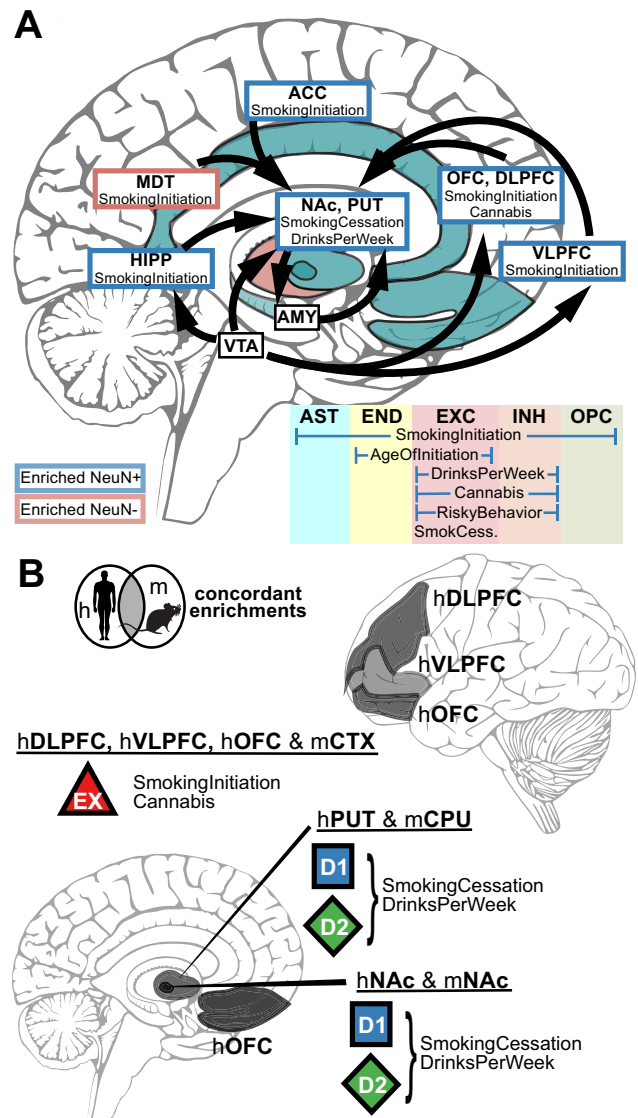 A
ACC
SmokingInitiation
MDT
SmokingInitiation
NAc, PUT
SmokingCessation
DrinksPerWeek
OFC, DLPFC
SmokingInitiation
Cannabis
HIPP
SmokingInitiation
VLPFC
SmokingInitiation
AMY
VTA
AST END EXC INH OPC
SmokingInitiation
AgeOfInitiation
DrinksPerWeek
Cannabis
RiskyBehavior
SmokCess.
Enriched NeuN+
Enriched NeuN-
B
h m
concordant
enrichments
hDLPFC
hVLPFC
hOFC
hDLPFC, hVLPFC, hOFC & mCTX
EX
SmokingInitiation
Cannabis
hPUT & mCPU
D1
D2
SmokingCessation
DrinksPerWeek
hNAc & mNAc
hOFC
D1
D2
SmokingCessation
DrinksPerWeek